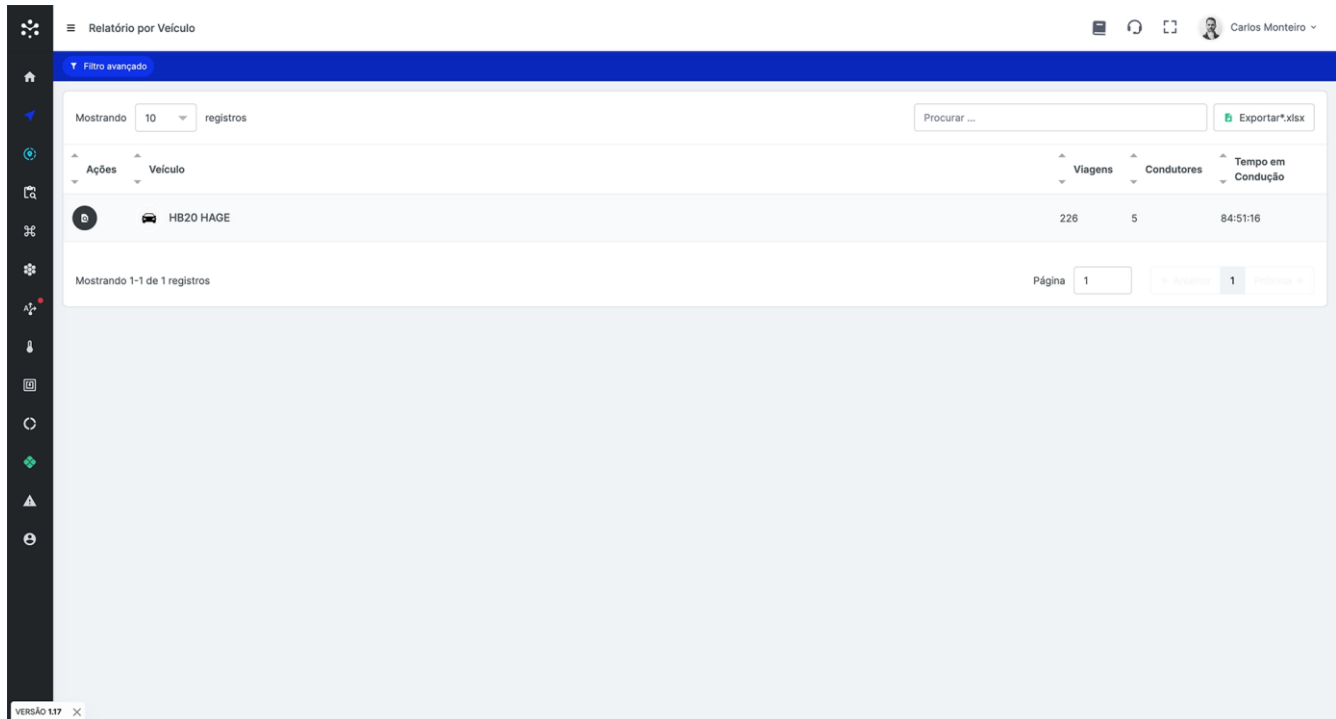 Relatório por Veículo
Carlos Monteiro
Filtro avançado
Mostrando 10 registros
Procurar ...
Exportar*.xlsx
Ações Veículo Viagens Condutores Tempo em
Condução
HB20 HAGE 226 5 84:51:16
Mostrando 1-1 de 1 registros
Página 1
1
VERSÃO 1.17